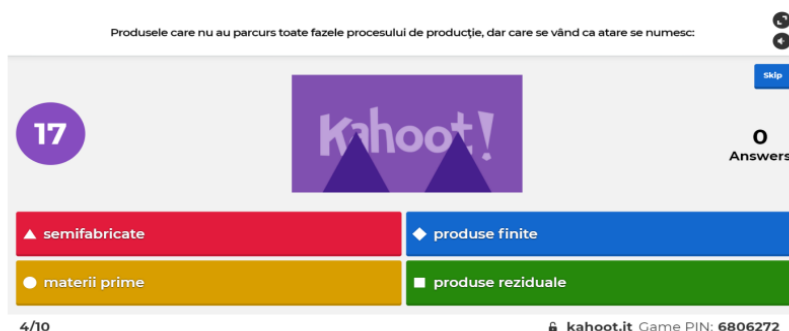 Produsele care nu au parcurs toate fazele procesului de producție, dar care se vând ca atare se numesc:
Skip
17
Kahoot!
0
Answers
semifabricate
produse finite
materii prime
produse reziduale
4/10
kahoot.it Game PIN: 6806272